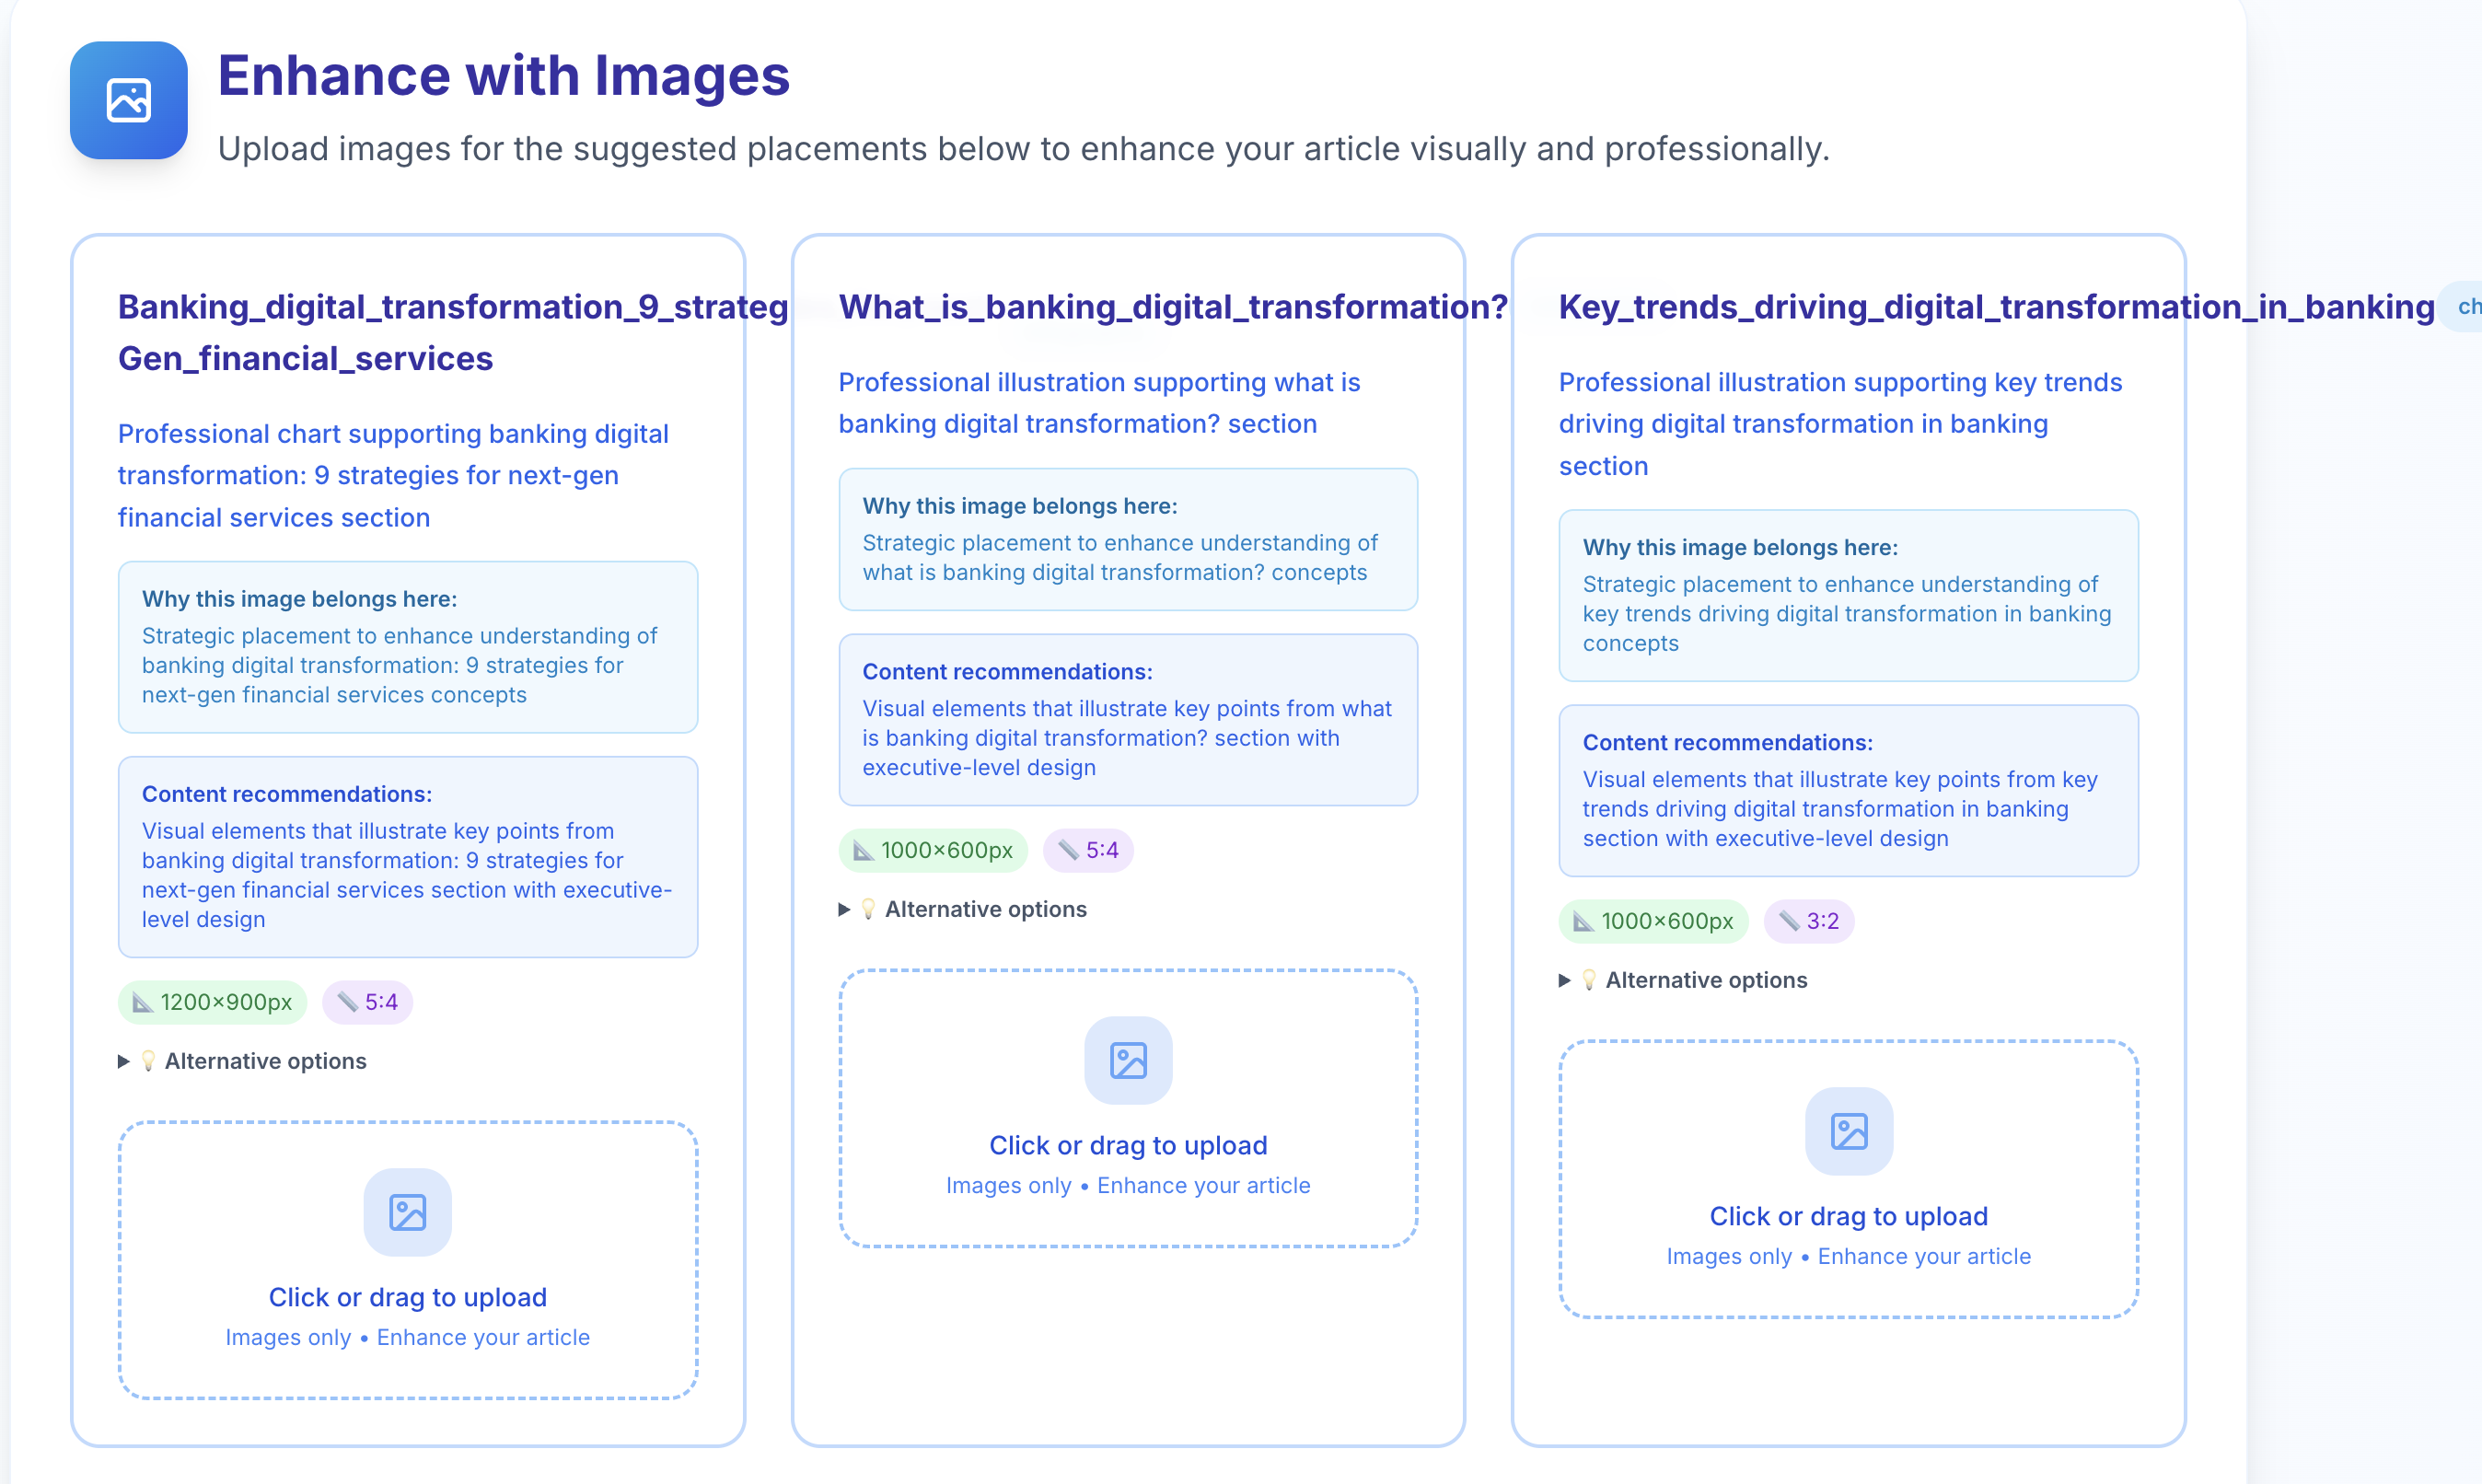 Enhance with Images
Upload images for the suggested placements below to enhance your article visually and professionally.
Banking_digital_transformation_9_strateg
Gen_financial_services
Professional chart supporting banking digital
transformation: 9 strategies for next-gen
financial services section
Why this image belongs here:
Strategic placement to enhance understanding of
banking digital transformation: 9 strategies for
next-gen financial services concepts
Content recommendations:
Visual elements that illustrate key points from
banking digital transformation: 9 strategies for
next-gen financial services section with executive-
level design
📐 1200×900px 📏 5:4
▶ 💡 Alternative options
Click or drag to upload
Images only • Enhance your article
What_is_banking_digital_transformation?
Professional illustration supporting what is
banking digital transformation? section
Why this image belongs here:
Strategic placement to enhance understanding of
what is banking digital transformation? concepts
Content recommendations:
Visual elements that illustrate key points from what
is banking digital transformation? section with
executive-level design
📐 1000×600px 📏 5:4
▶ 💡 Alternative options
Click or drag to upload
Images only • Enhance your article
Key_trends_driving_digital_transformation_in_banking ch
Professional illustration supporting key trends
driving digital transformation in banking
section
Why this image belongs here:
Strategic placement to enhance understanding of
key trends driving digital transformation in banking
concepts
Content recommendations:
Visual elements that illustrate key points from key
trends driving digital transformation in banking
section with executive-level design
📐 1000×600px 📏 3:2
▶ 💡 Alternative options
Click or drag to upload
Images only • Enhance your article